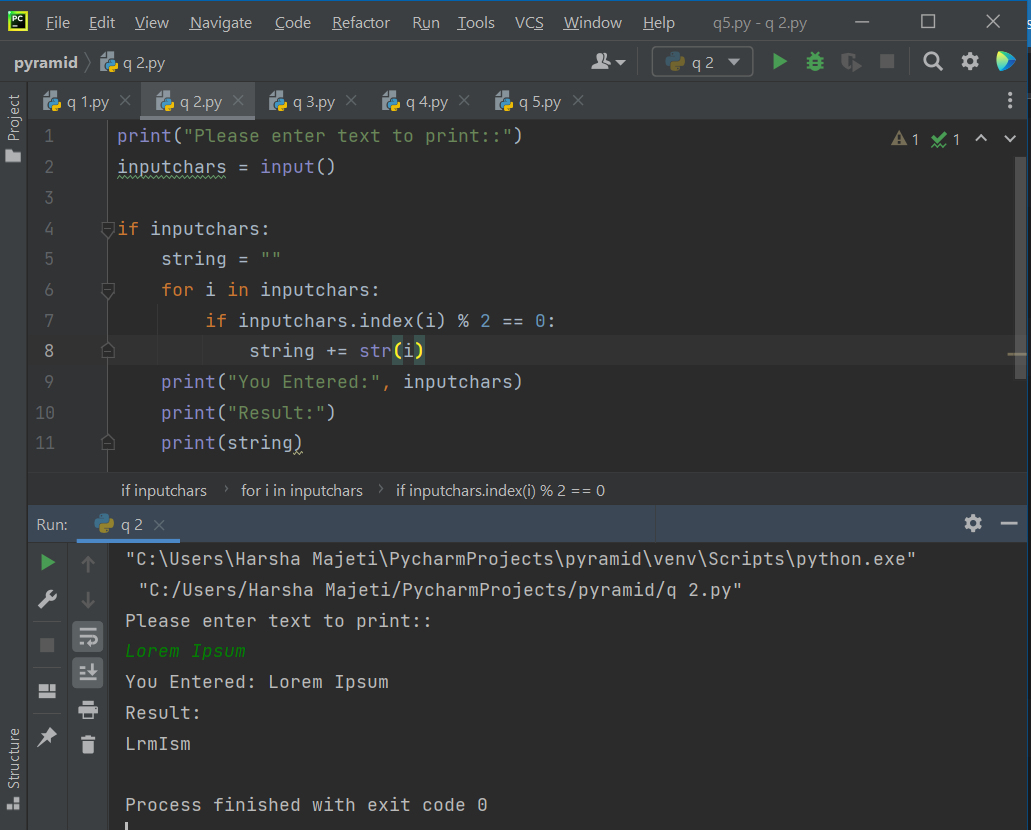 PC File Edit View Navigate Code Refactor Run Tools VCS Window Help q5.py - q 2.py
pyramid q 2.py q 2
Project
q 1.py q 2.py q 3.py q 4.py q 5.py
1 print("Please enter text to print::")
1 1
2 inputchars = input()
3
4 if inputchars:
5 string = ""
6 for i in inputchars:
7 if inputchars.index(i) % 2 == 0:
8 string += str(i)
9 print("You Entered:", inputchars)
10 print("Result:")
11 print(string)
if inputchars for i in inputchars if inputchars.index(i) % 2 == 0
Run: q 2
"C:\Users\Harsha Majeti\PycharmProjects\pyramid\venv\Scripts\python.exe"
"C:/Users/Harsha Majeti/PycharmProjects/pyramid/q 2.py"
Please enter text to print::
Lorem Ipsum
You Entered: Lorem Ipsum
Result:
LrmIsm
Structure
Process finished with exit code 0